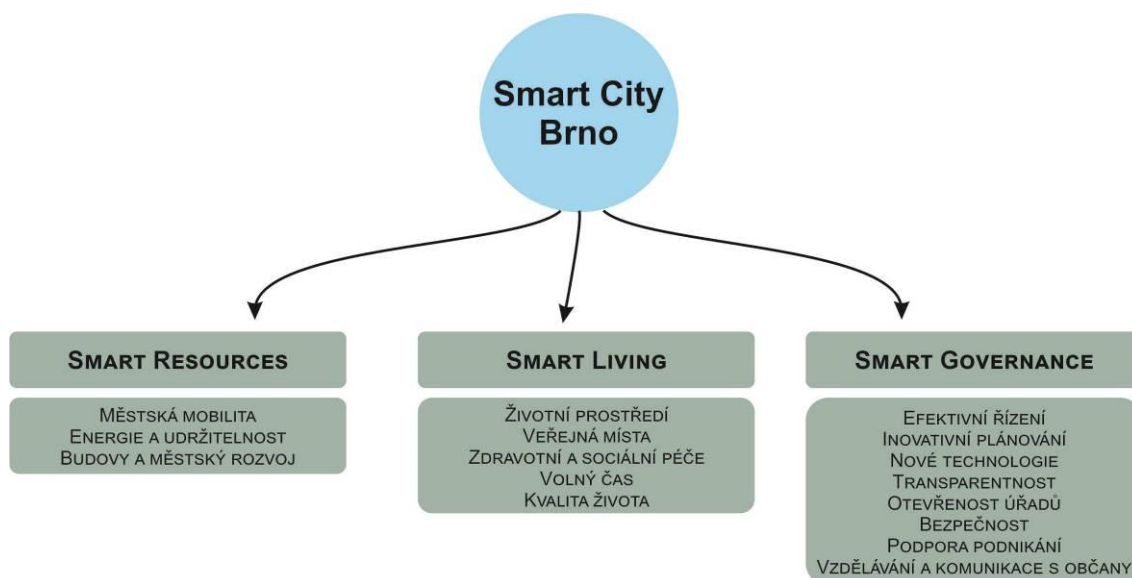 Smart City
Brno
SMART RESOURCES
MĚSTSKÁ MOBILITA
ENERGIE A UDRŽITELNOST
BUDOVY A MĚSTSKÝ ROZVOJ
SMART LIVING
ŽIVOTNÍ PROSTŘEDÍ
VEŘEJNÁ MÍSTA
ZDRAVOTNÍ A SOCIÁLNÍ PÉČE
VOLNÝ ČAS
KVALITA ŽIVOTA
SMART GOVERNANCE
EFEKTIVNÍ ŘÍZENÍ
INOVATIVNÍ PLÁNOVÁNÍ
NOVÉ TECHNOLOGIE
TRANSPARENTNOST
OTEVŘENOST ÚŘADŮ
BEZPEČNOST
PODPORA PODNIKÁNÍ
VZDĚLÁVÁNÍ A KOMUNIKACE S OBČANY